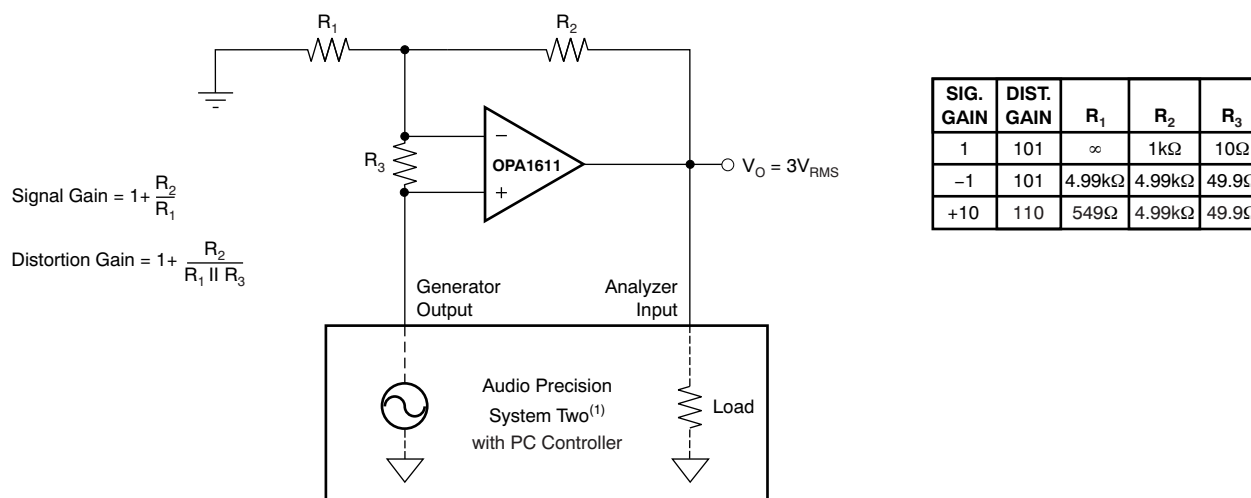 R1
R2
R3
−
OPA1611
+
VO = 3VRMS
Signal Gain = 1+ R2
R1
Distortion Gain = 1+ R2
R1 II R3
Generator
Output
Analyzer
Input
Audio Precision
System Two(1)
with PC Controller
Load
SIG. GAIN DIST. GAIN R1 R2 R3
1 101 ∞ 1kΩ 10Ω
−1 101 4.99kΩ 4.99kΩ 49.9Ω
+10 110 549Ω 4.99kΩ 49.9Ω